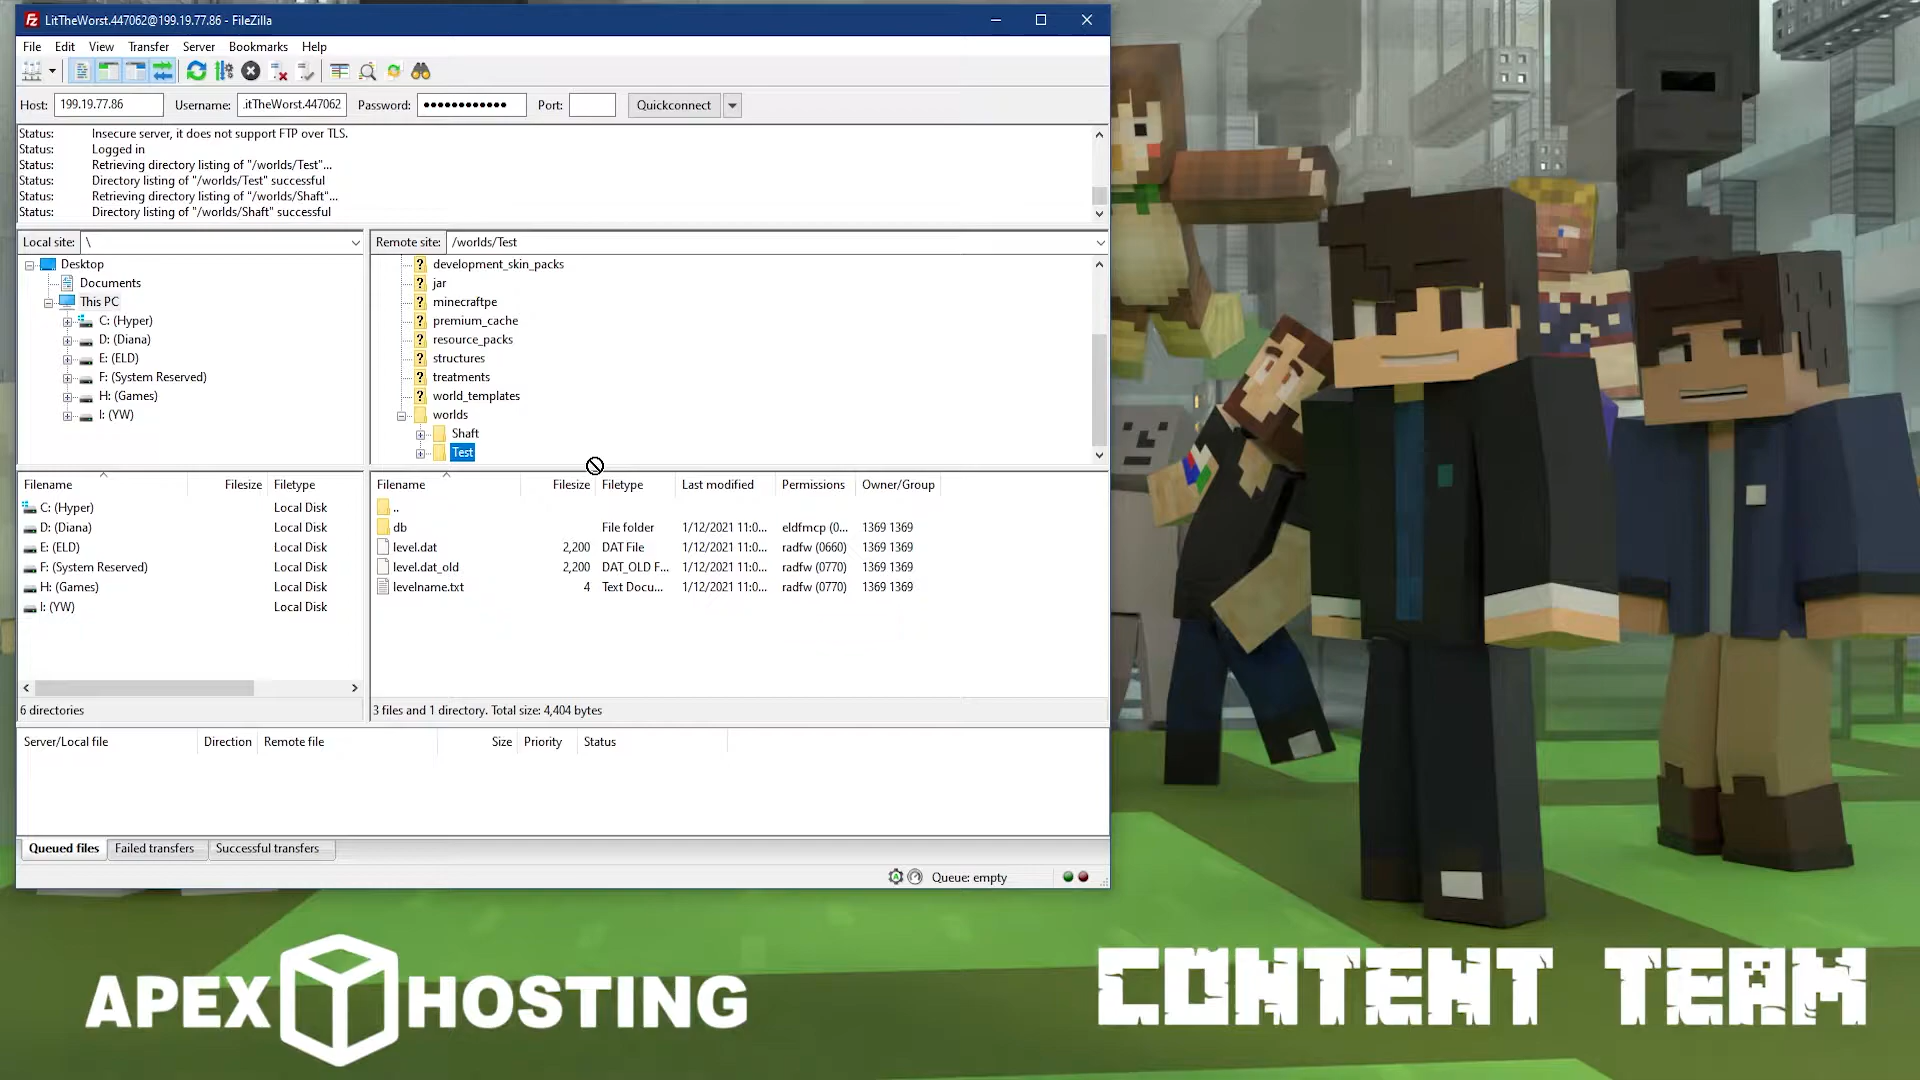 LitTheWorst.447062@199.19.77.86 - FileZilla
File Edit View Transfer Server Bookmarks Help
Host: 199.19.77.86 Username: .itTheWorst.447062 Password: ●●●●●●●●●●●● Port: Quickconnect
Status: Insecure server, it does not support FTP over TLS.
Status: Logged in
Status: Retrieving directory listing of "/worlds/Test"...
Status: Directory listing of "/worlds/Test" successful
Status: Retrieving directory listing of "/worlds/Shaft"...
Status: Directory listing of "/worlds/Shaft" successful
Local site: \
Desktop
Documents
This PC
C: (Hyper)
D: (Diana)
E: (ELD)
F: (System Reserved)
H: (Games)
I: (YW)
Remote site: /worlds/Test
development_skin_packs
jar
minecraftpe
premium_cache
resource_packs
structures
treatments
world_templates
worlds
Shaft
Test
Filename Filesize Filetype
C: (Hyper) Local Disk
D: (Diana) Local Disk
E: (ELD) Local Disk
F: (System Reserved) Local Disk
H: (Games) Local Disk
I: (YW) Local Disk
6 directories
Filename Filesize Filetype Last modified Permissions Owner/Group
..
db File folder 1/12/2021 11:0... eldfmcp (0... 1369 1369
level.dat 2,200 DAT File 1/12/2021 11:0... radfw (0660) 1369 1369
level.dat_old 2,200 DAT_OLD F... 1/12/2021 11:0... radfw (0770) 1369 1369
levelname.txt 4 Text Docu... 1/12/2021 11:0... radfw (0770) 1369 1369
3 files and 1 directory. Total size: 4,404 bytes
Server/Local file Direction Remote file Size Priority Status
Queued files Failed transfers Successful transfers
Queue: empty
APEX HOSTING
CONTENT TEAM